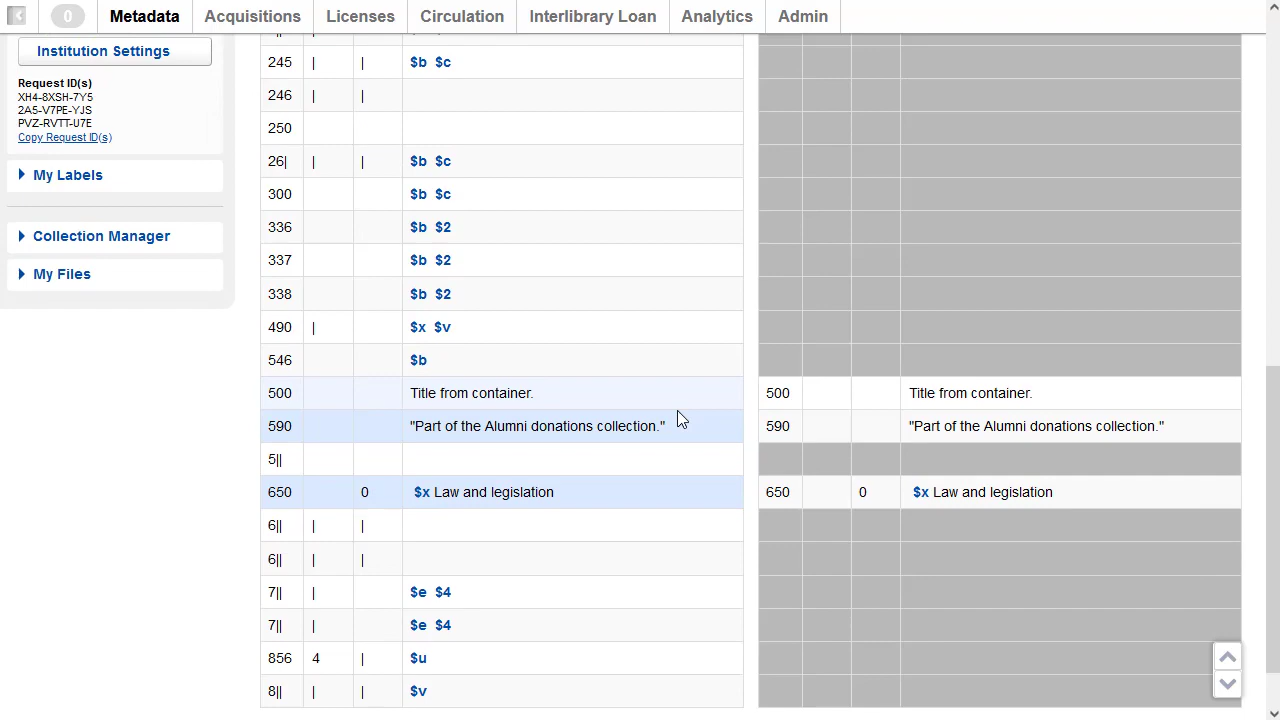 0 Metadata Acquisitions Licenses Circulation Interlibrary Loan Analytics Admin
Institution Settings
Request ID(s)
XH4-8XSH-7Y5
2A5-V7PE-YJS
PVZ-RVTT-U7E
Copy Request ID(s)
My Labels
Collection Manager
My Files
245 | | $b $c
246 | |
250
26| | | $b $c
300 $b $c
336 $b $2
337 $b $2
338 $b $2
490 | $x $v
546 $b
500 Title from container.
590 "Part of the Alumni donations collection."
5||
650 0 $x Law and legislation
6|| | |
6|| | |
7|| | $e $4
7|| | $e $4
856 4 | $u
8|| | | $v
500 Title from container.
590 "Part of the Alumni donations collection."
650 0 $x Law and legislation